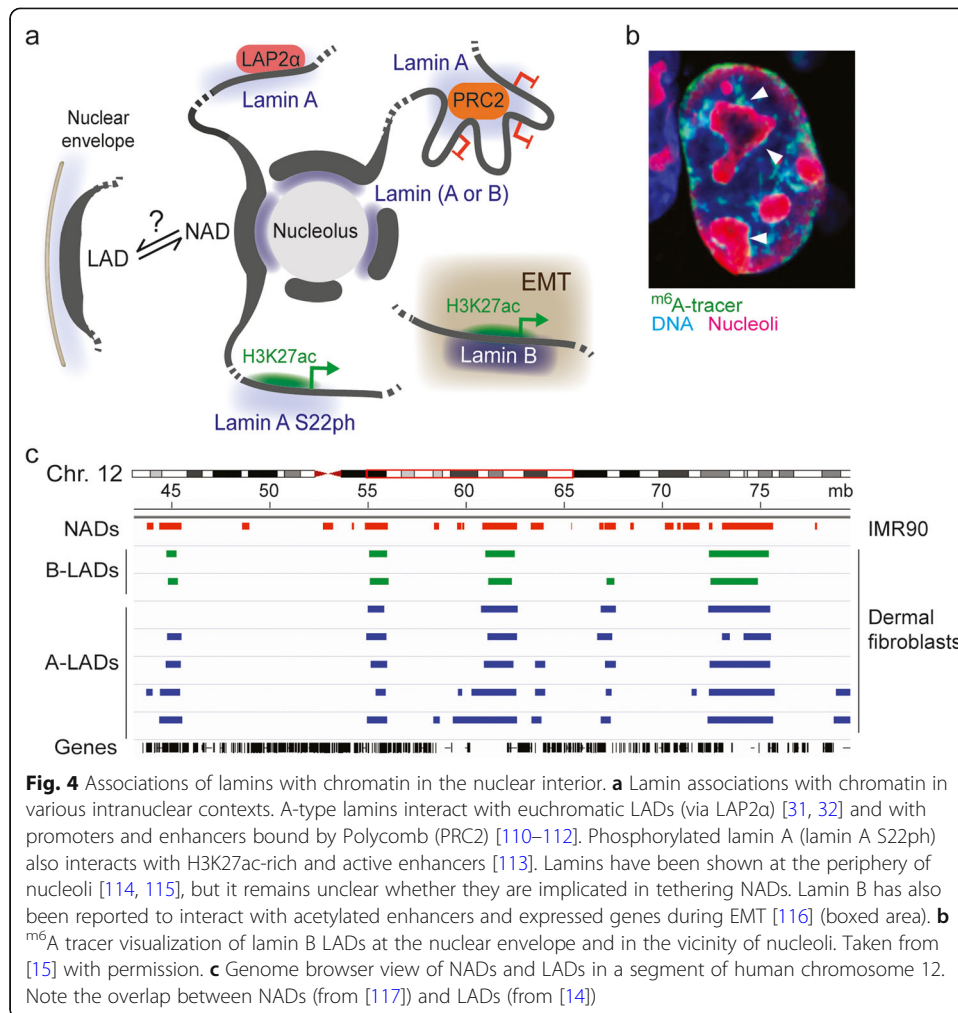 a
LAP2α
Lamin A
Lamin A
PRC2
Nuclear
envelope
Lamin (A or B)
?
LAD
NAD
Nucleolus
EMT
H3K27ac
Lamin B
H3K27ac
Lamin A S22ph
b
m6A-tracer
DNA Nucleoli
c
Chr. 12
45 50 55 60 65 70 75 mb
NADs
IMR90
B-LADs
Dermal
fibroblasts
A-LADs
Genes
Fig. 4 Associations of lamins with chromatin in the nuclear interior. a Lamin associations with chromatin in
various intranuclear contexts. A-type lamins interact with euchromatic LADs (via LAP2α) [31, 32] and with
promoters and enhancers bound by Polycomb (PRC2) [110–112]. Phosphorylated lamin A (lamin A S22ph)
also interacts with H3K27ac-rich and active enhancers [113]. Lamins have been shown at the periphery of
nucleoli [114, 115], but it remains unclear whether they are implicated in tethering NADs. Lamin B has also
been reported to interact with acetylated enhancers and expressed genes during EMT [116] (boxed area). b
m6A tracer visualization of lamin B LADs at the nuclear envelope and in the vicinity of nucleoli. Taken from
[15] with permission. c Genome browser view of NADs and LADs in a segment of human chromosome 12.
Note the overlap between NADs (from [117]) and LADs (from [14])